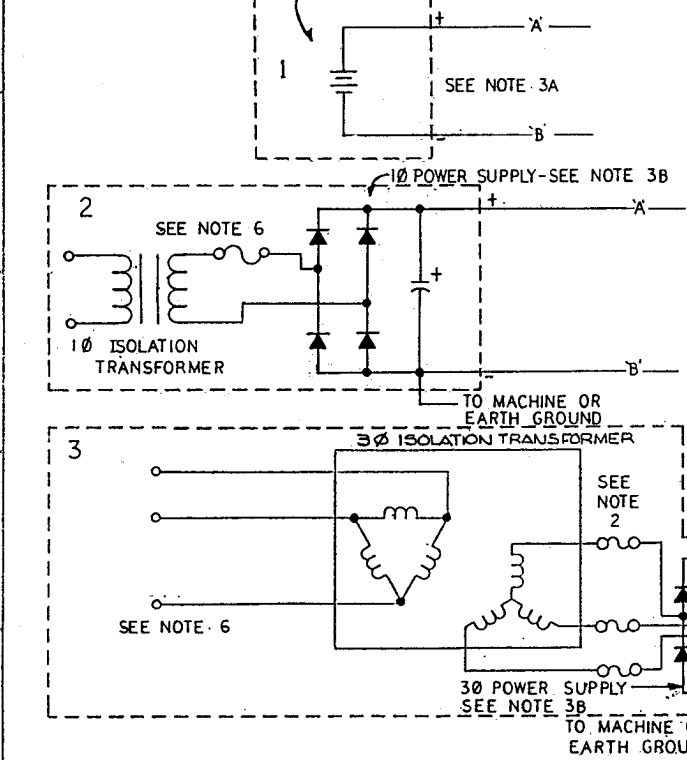 +
'A'
1
SEE NOTE 3A
-
'B'
1Ø POWER SUPPLY-SEE NOTE 3B
2
+
'A'
SEE NOTE 6
+
1Ø ISOLATION
TRANSFORMER
-
'B'
TO MACHINE OR
EARTH GROUND
3Ø ISOLATION TRANSFORMER
3
SEE
NOTE
2
SEE NOTE 6
3Ø POWER SUPPLY
SEE NOTE 3B
TO MACHINE
EARTH